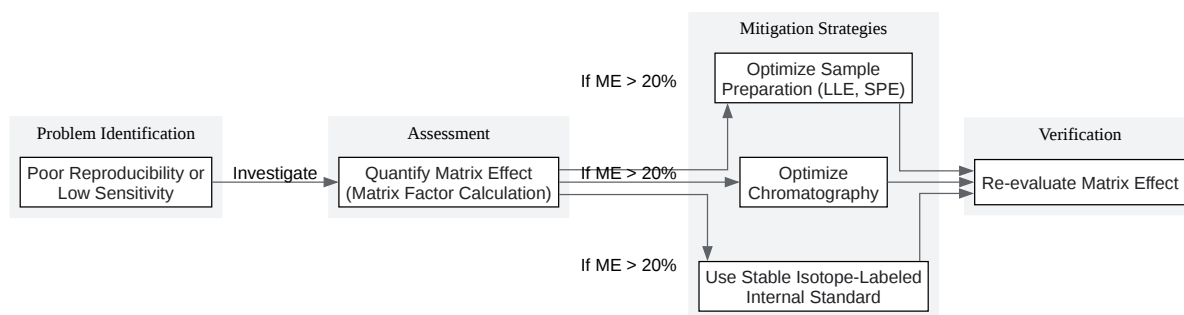 Problem Identification
Poor Reproducibility or
Low Sensitivity
Investigate
Assessment
Quantify Matrix Effect
(Matrix Factor Calculation)
If ME > 20%
If ME > 20%
If ME > 20%
Mitigation Strategies
Optimize Sample
Preparation (LLE, SPE)
Optimize
Chromatography
Use Stable Isotope-Labeled
Internal Standard
Verification
Re-evaluate Matrix Effect